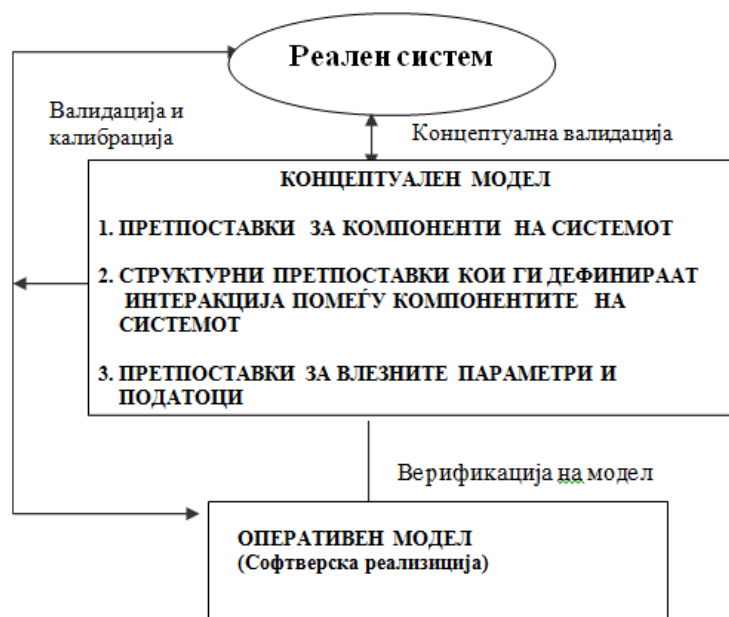 Реален систем
Валидација и
калибрација
Концептуална валидација
КОНЦЕПТУАЛЕН МОДЕЛ
1. ПРЕТПОСТАВКИ ЗА КОМПОНЕНТИ НА СИСТЕМОТ
2. СТРУКТУРНИ ПРЕТПОСТАВКИ КОИ ГИ ДЕФИНИРААТ
ИНТЕРАКЦИЈА ПОМЕЃУ КОМПОНЕНТИТЕ НА
СИСТЕМОТ
3. ПРЕТПОСТАВКИ ЗА ВЛЕЗНИТЕ ПАРАМЕТРИ И
ПОДАТОЦИ
Верификација на модел
ОПЕРАТИВЕН МОДЕЛ
(Софтверска реализиција)